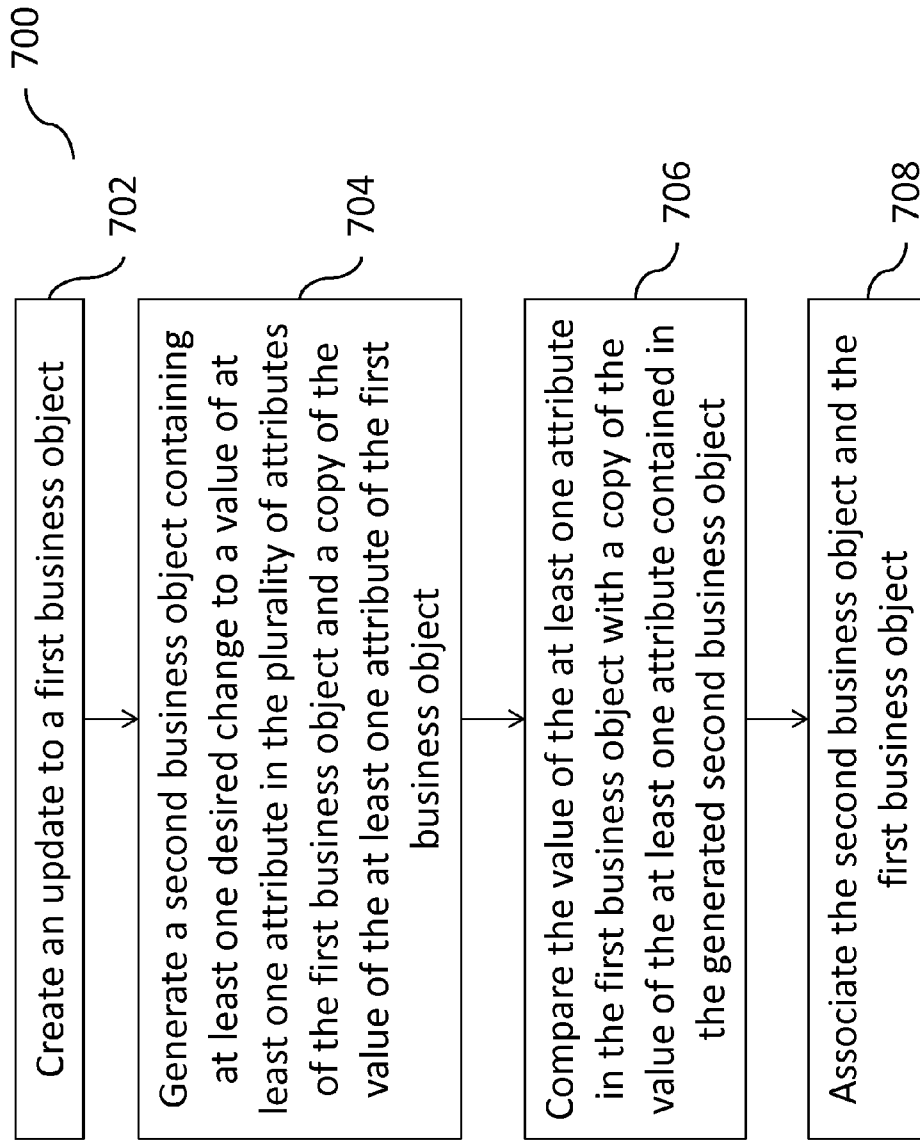 700
702
Create an update to a first business object
704
Generate a second business object containing
at least one desired change to a value of at
least one attribute in the plurality of attributes
of the first business object and a copy of the
value of the at least one attribute of the first
business object
706
Compare the value of the at least one attribute
in the first business object with a copy of the
value of the at least one attribute contained in
the generated second business object
708
Associate the second business object and the
first business object